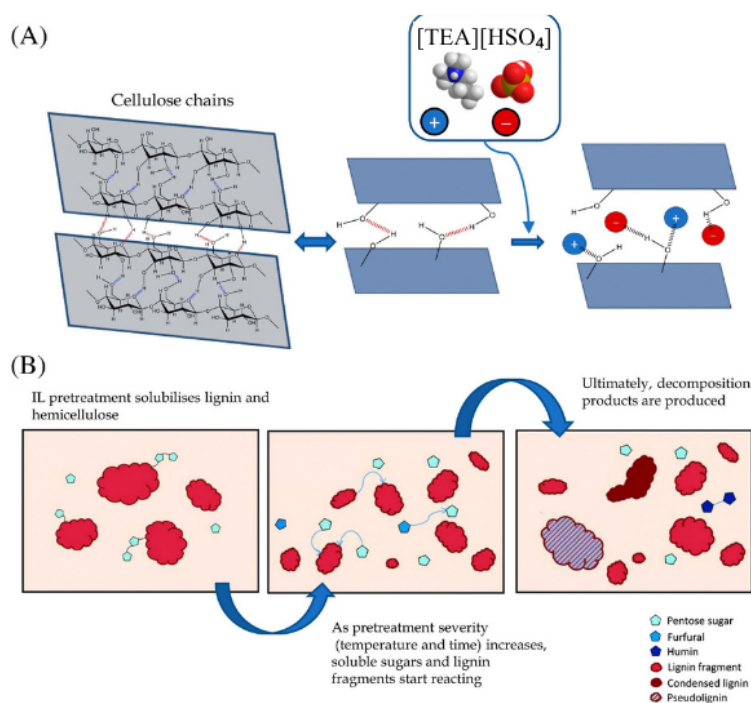 (A)
[TEA][HSO₄]
+
−
Cellulose chains
(B)
IL pretreatment solubilises lignin and
hemicellulose
Ultimately, decomposition
products are produced
As pretreatment severity
(temperature and time) increases,
soluble sugars and lignin
fragments start reacting
Pentose sugar
Furfural
Humin
Lignin fragment
Condensed lignin
Pseudolignin